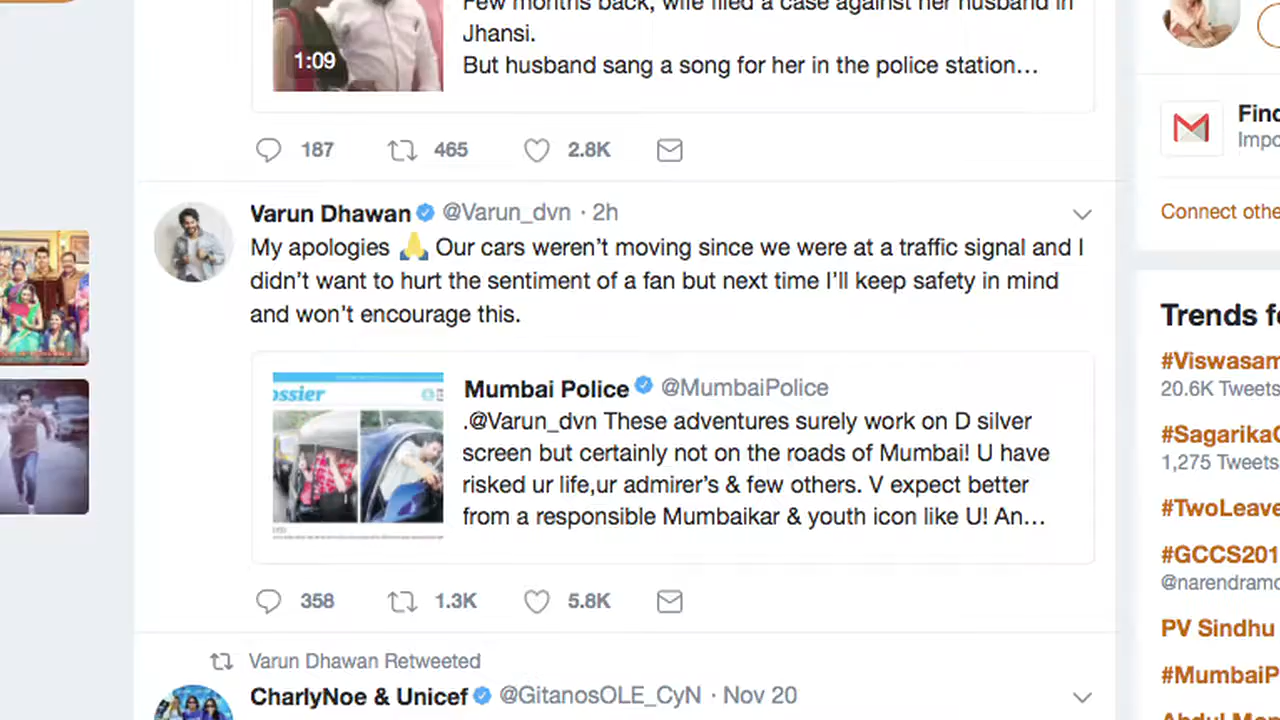 Few months back, wife filed a case against her husband in
Jhansi.
But husband sang a song for her in the police station...
1:09
187 465 2.8K
Varun Dhawan @Varun_dvn · 2h
My apologies 🙏 Our cars weren't moving since we were at a traffic signal and I
didn't want to hurt the sentiment of a fan but next time I'll keep safety in mind
and won't encourage this.
ossier
Mumbai Police @MumbaiPolice
.@Varun_dvn These adventures surely work on D silver
screen but certainly not on the roads of Mumbai! U have
risked ur life,ur admirer's & few others. V expect better
from a responsible Mumbaikar & youth icon like U! An...
358 1.3K 5.8K
Varun Dhawan Retweeted
CharlyNoe & Unicef @GitanosOLE_CyN · Nov 20
Find
Impo
Connect othe
Trends fo
#Viswasam
20.6K Tweets
#SagarikaG
1,275 Tweets
#TwoLeave
#GCCS201
@narendramo
PV Sindhu
#MumbaiP